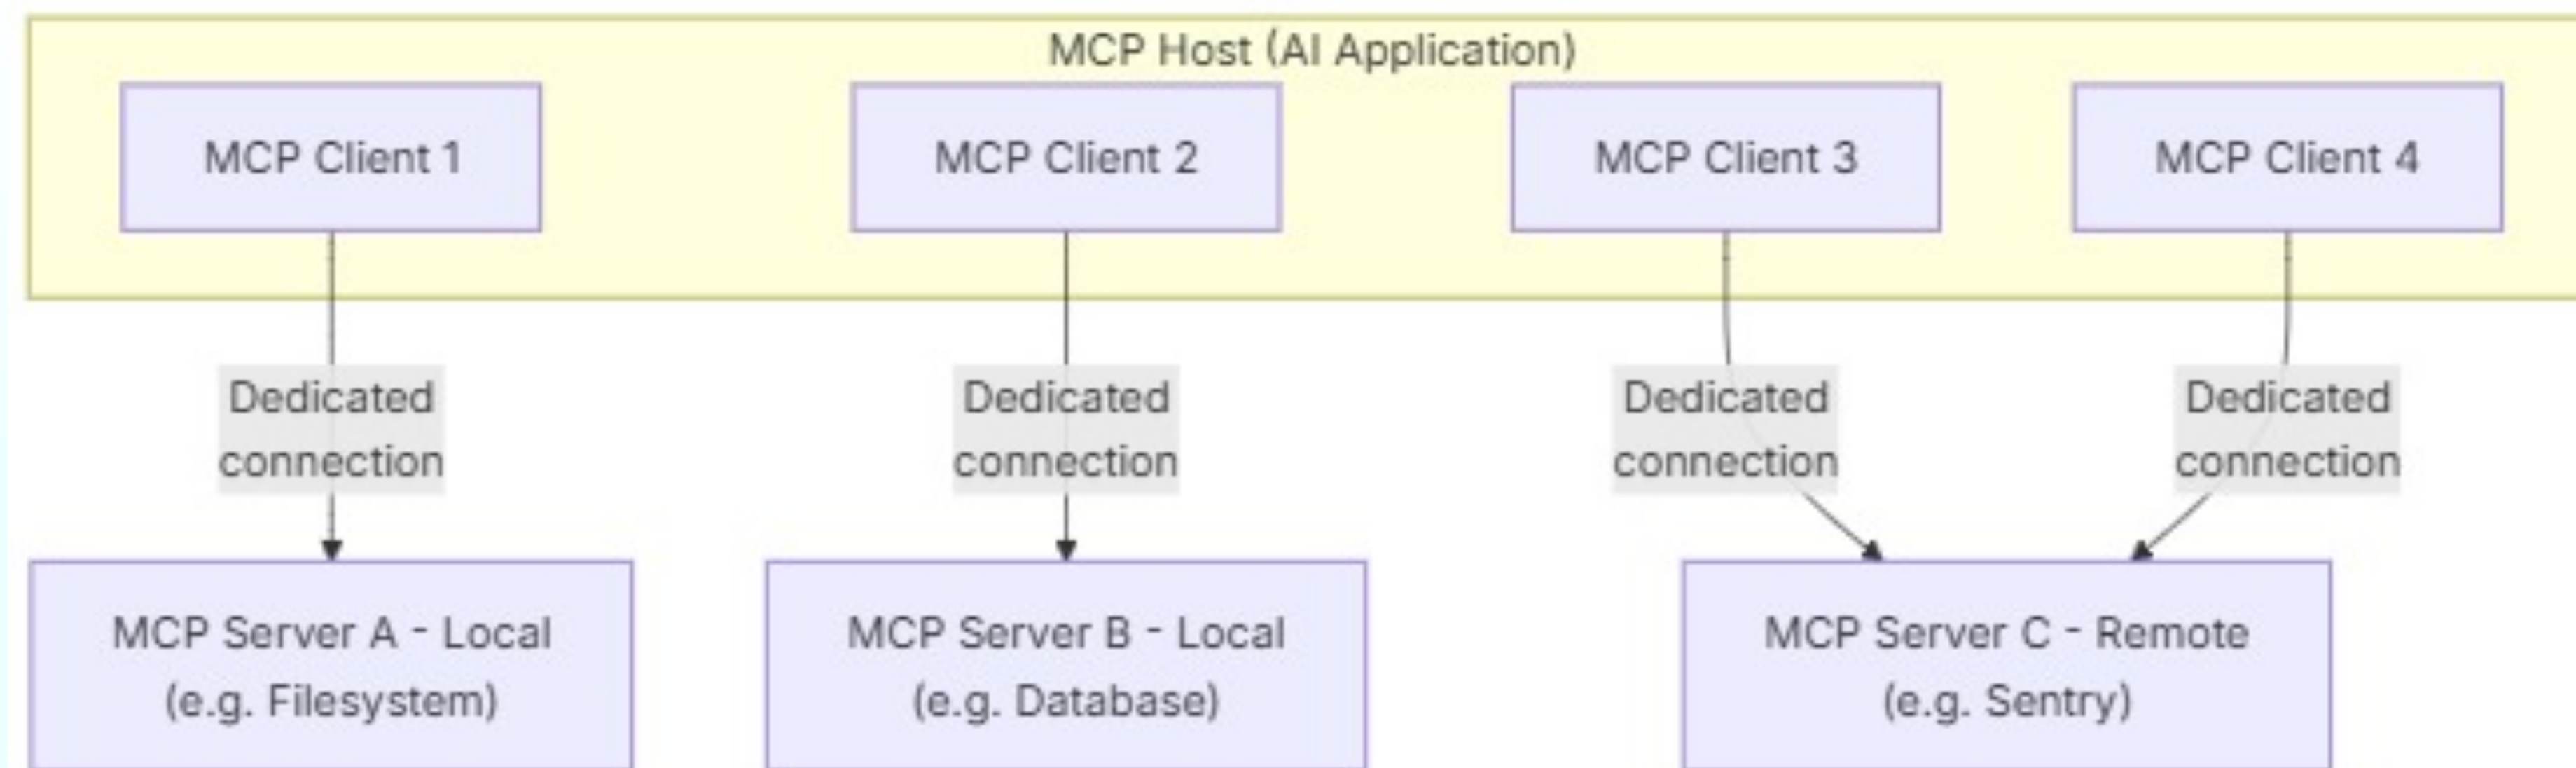 MCP Host (AI Application)
MCP Client 1
MCP Client 2
MCP Client 3
MCP Client 4
Dedicated
connection
Dedicated
connection
Dedicated
connection
Dedicated
connection
MCP Server A - Local
(e.g. Filesystem)
MCP Server B - Local
(e.g. Database)
MCP Server C - Remote
(e.g. Sentry)